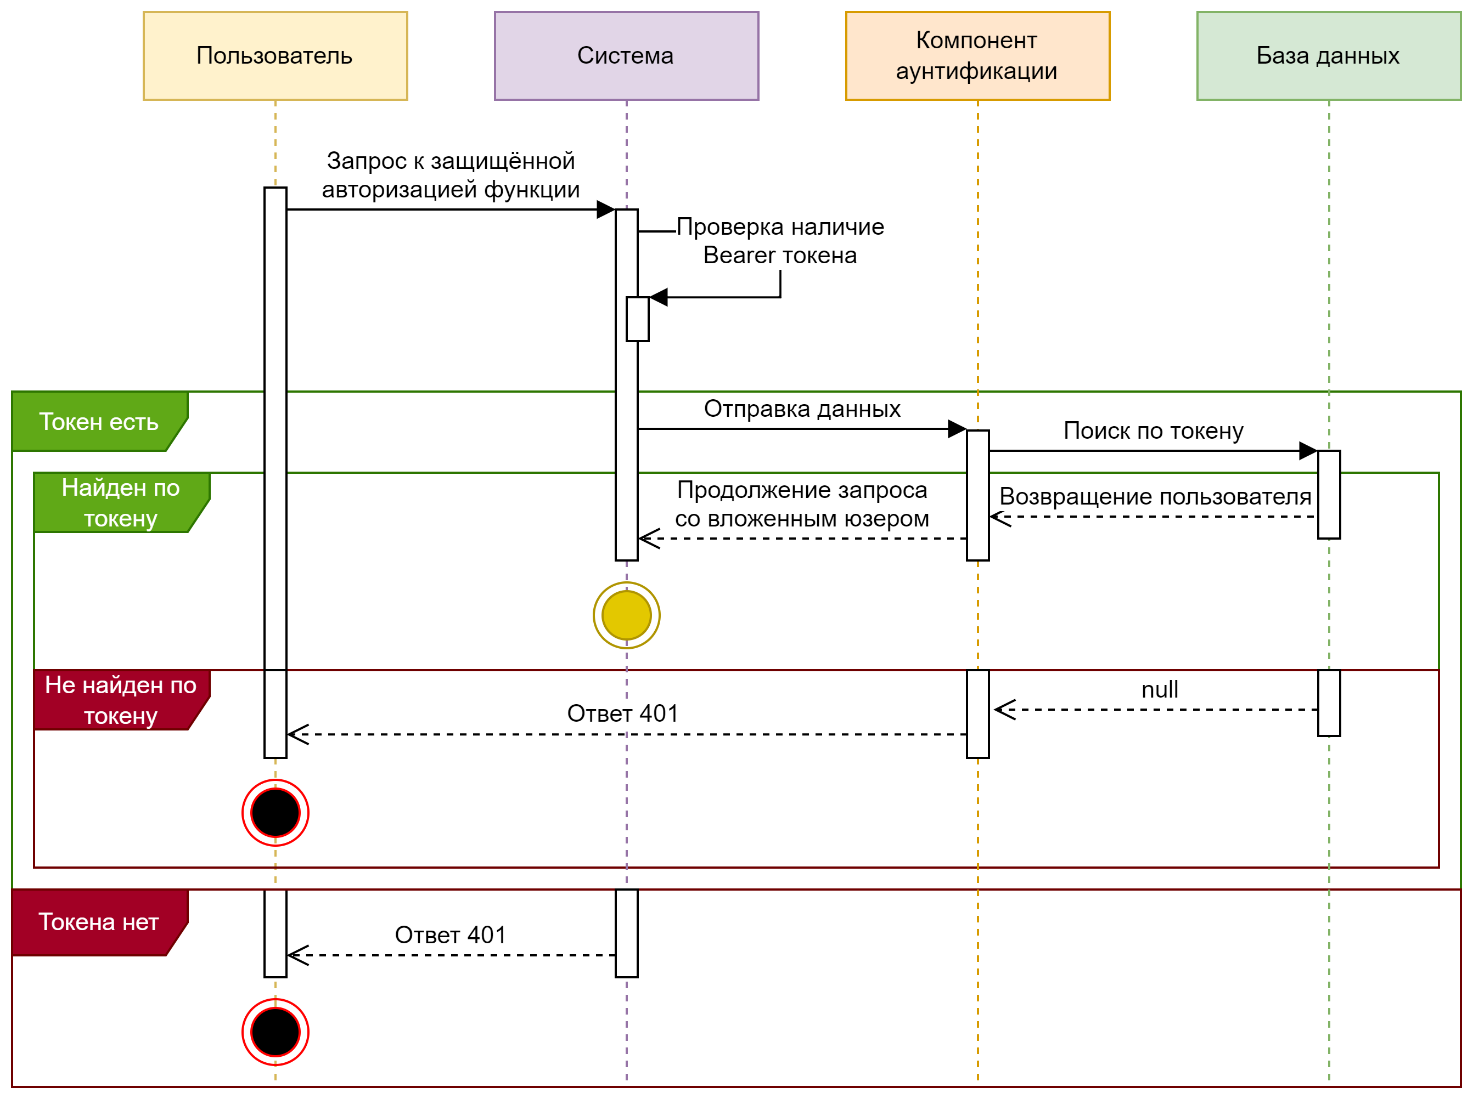 Пользователь
Система
Компонент
аунтификации
База данных
Запрос к защищённой
авторизацией функции
Проверка наличие
Bearer токена
Токен есть
Отправка данных
Поиск по токену
Найден по
токену
Продолжение запроса
со вложенным юзером
Возвращение пользователя
Не найден по
токену
null
Ответ 401
Токена нет
Ответ 401